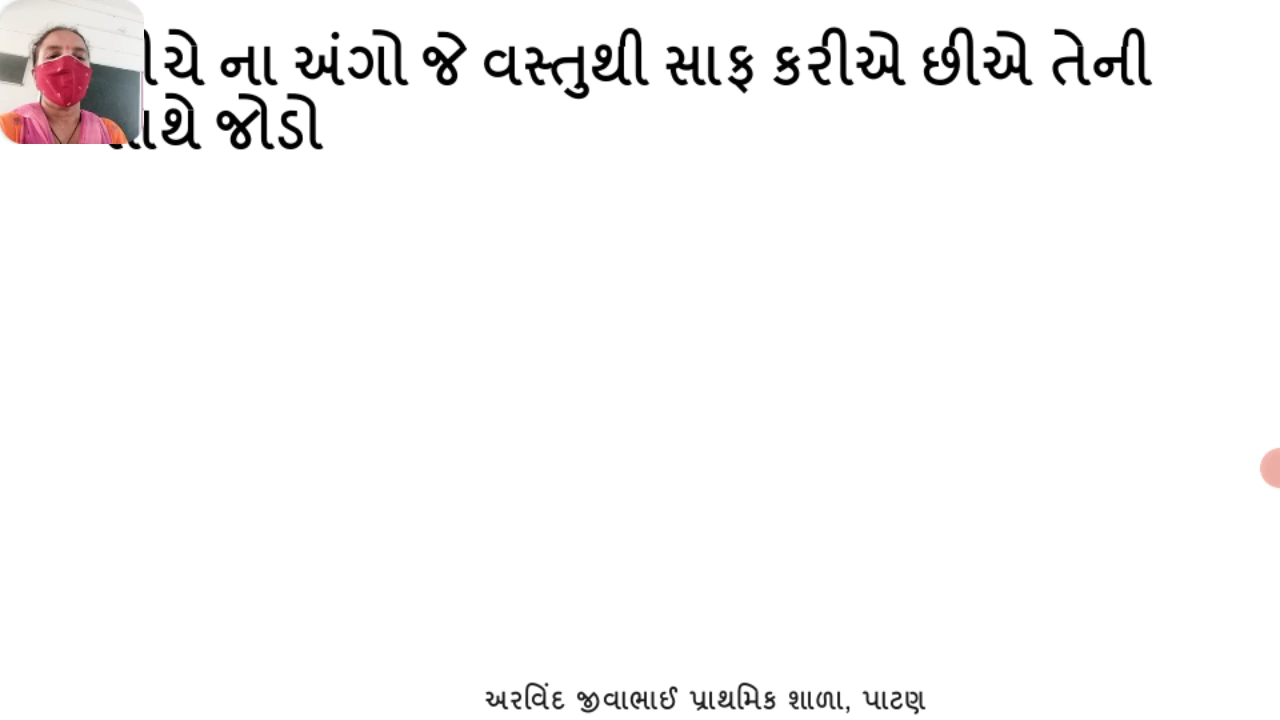 ના અંગો જે વસ્તુથી સાફ કરીએ છીએ તેની
જોડો
અરવિંદ જીવાભાઈ પ્રાથમિક શાળા, પાટણ